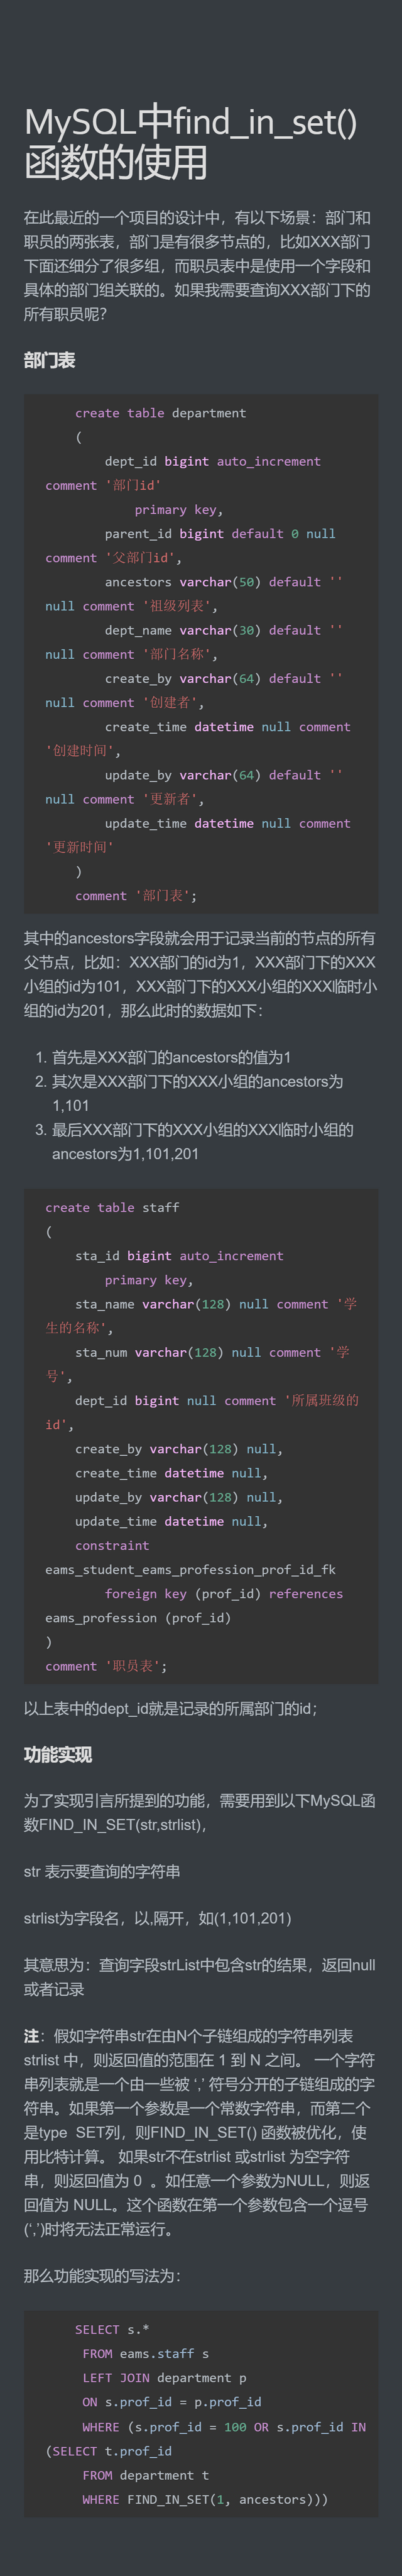 MySQL中find_in_set()
函数的使用
在此最近的一个项目的设计中，有以下场景：部门和
职员的两张表，部门是有很多节点的，比如XXX部门
下面还细分了很多组，而职员表中是使用一个字段和
具体的部门组关联的。如果我需要查询XXX部门下的
所有职员呢？
部门表
create table department
(
dept_id bigint auto_increment
comment '部门id'
primary key,
parent_id bigint default 0 null
comment '父部门id',
ancestors varchar(50) default ''
null comment '祖级列表',
dept_name varchar(30) default ''
null comment '部门名称',
create_by varchar(64) default ''
null comment '创建者',
create_time datetime null comment
'创建时间',
update_by varchar(64) default ''
null comment '更新者',
update_time datetime null comment
'更新时间'
)
comment '部门表';
其中的ancestors字段就会用于记录当前的节点的所有
父节点，比如：XXX部门的id为1，XXX部门下的XXX
小组的id为101，XXX部门下的XXX小组的XXX临时小
组的id为201，那么此时的数据如下：
1. 首先是XXX部门的ancestors的值为1
2. 其次是XXX部门下的XXX小组的ancestors为
1,101
3. 最后XXX部门下的XXX小组的XXX临时小组的
ancestors为1,101,201
create table staff
(
sta_id bigint auto_increment
primary key,
sta_name varchar(128) null comment '学
生的名称',
sta_num varchar(128) null comment '学
号',
dept_id bigint null comment '所属班级的
id',
create_by varchar(128) null,
create_time datetime null,
update_by varchar(128) null,
update_time datetime null,
constraint
eams_student_eams_profession_prof_id_fk
foreign key (prof_id) references
eams_profession (prof_id)
)
comment '职员表';
以上表中的dept_id就是记录的所属部门的id；
功能实现
为了实现引言所提到的功能，需要用到以下MySQL函
数FIND_IN_SET(str,strlist)，
str 表示要查询的字符串
strlist为字段名，以,隔开，如(1,101,201)
其意思为：查询字段strList中包含str的结果，返回null
或者记录
注：假如字符串str在由N个子链组成的字符串列表
strlist 中，则返回值的范围在 1 到 N 之间。 一个字符
串列表就是一个由一些被 ‘,’ 符号分开的子链组成的字
符串。如果第一个参数是一个常数字符串，而第二个
是type SET列，则FIND_IN_SET() 函数被优化，使
用比特计算。 如果str不在strlist 或strlist 为空字符
串，则返回值为 0 。如任意一个参数为NULL，则返
回值为 NULL。这个函数在第一个参数包含一个逗号
(‘,’)时将无法正常运行。
那么功能实现的写法为：
SELECT s.*
FROM eams.staff s
LEFT JOIN department p
ON s.prof_id = p.prof_id
WHERE (s.prof_id = 100 OR s.prof_id IN
(SELECT t.prof_id
FROM department t
WHERE FIND_IN_SET(1, ancestors)))